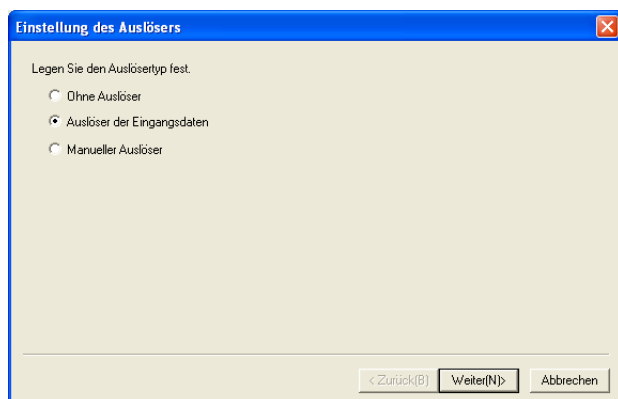 Einstellung des Auslösers
Legen Sie den Auslösertyp fest.
Ohne Auslöser
Auslöser der Eingangsdaten
Manueller Auslöser
< Zurück(B)
Weiter(N)>
Abbrechen